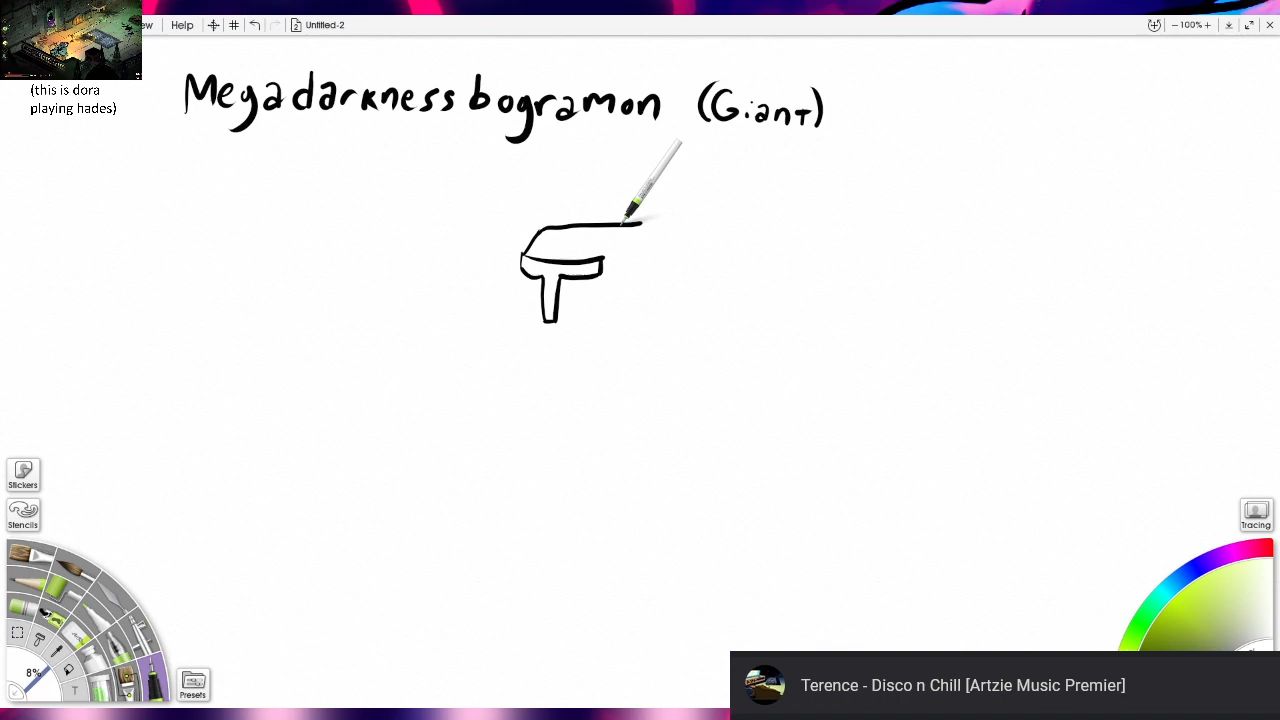 ew Help Untitled-2 100%
(this is dora
playing hades)
Megadarknessbogramon (Giant)
Stickers
Stencils
Tracing
8%
T
Presets
Terence - Disco n Chill [Artzie Music Premier]